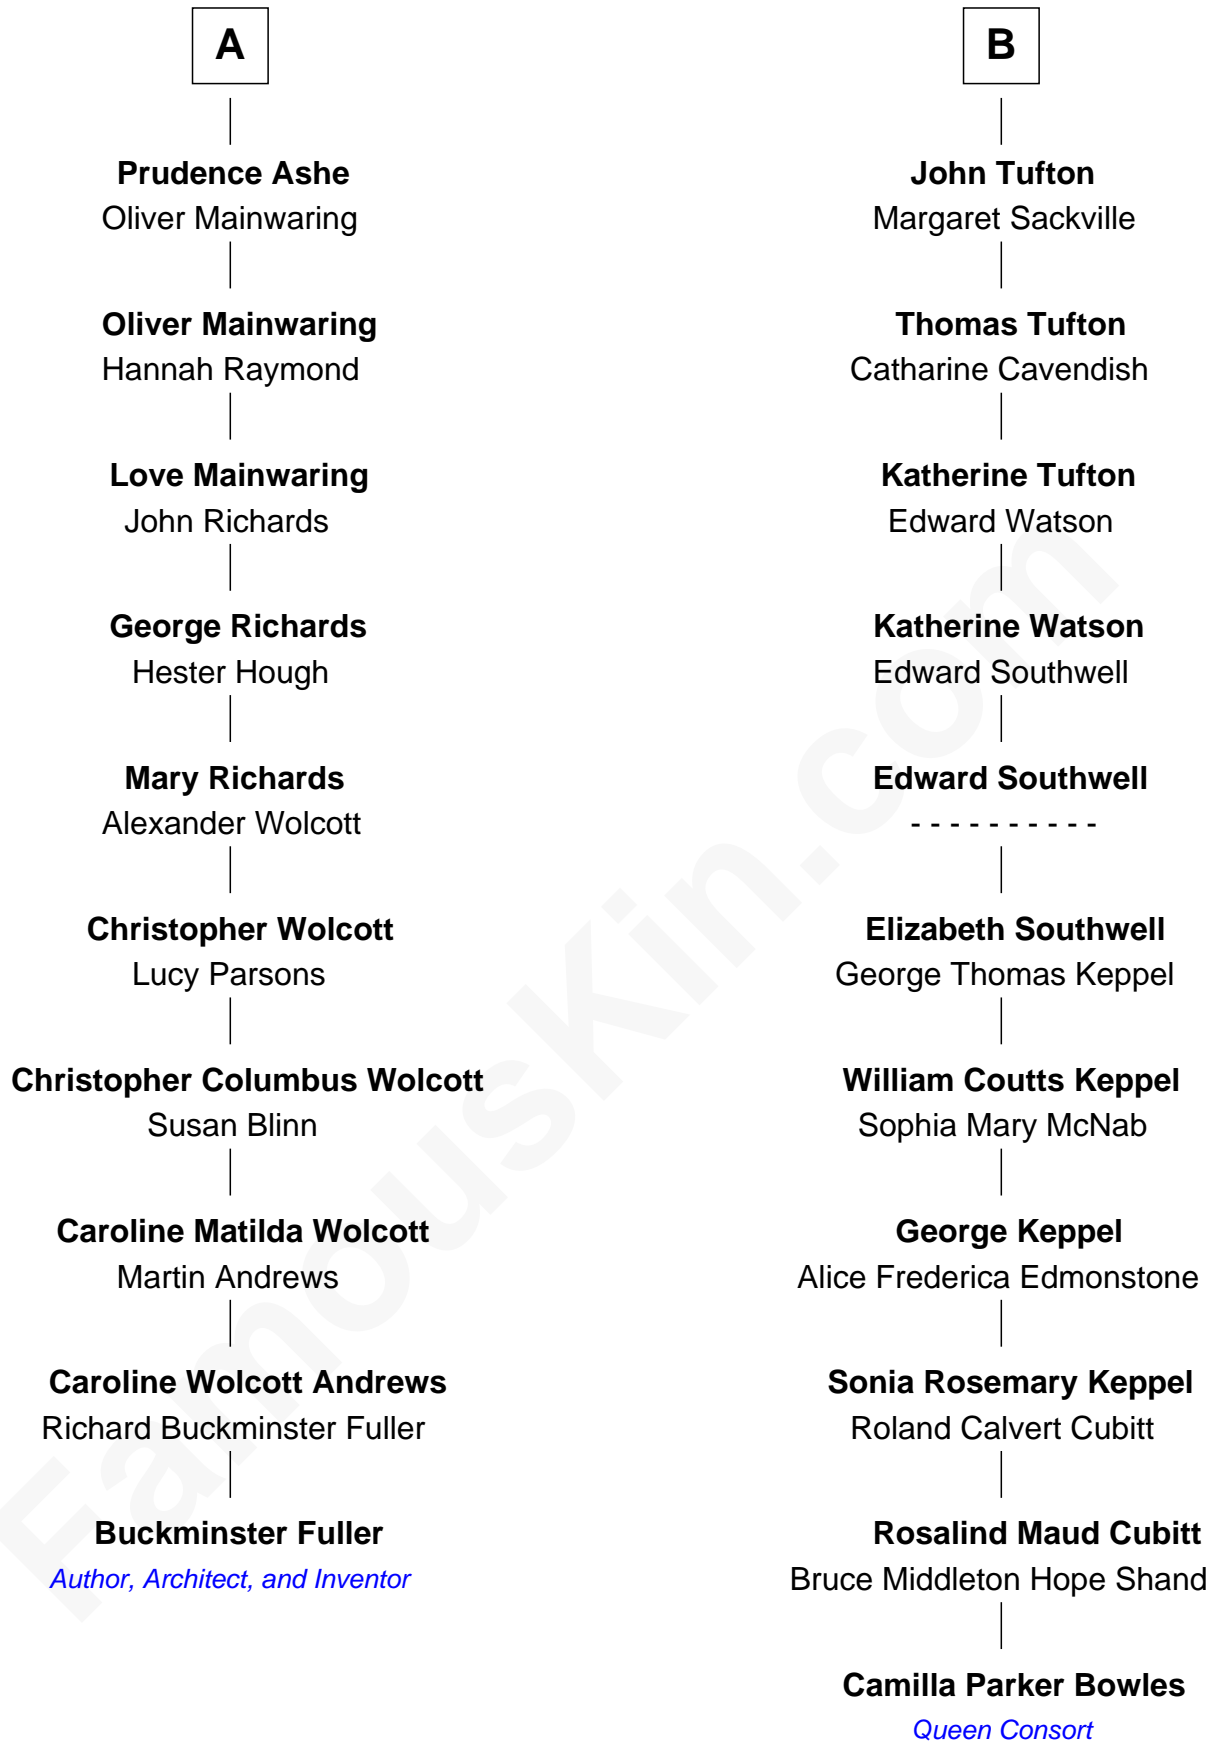 A
Prudence Ashe
Oliver Mainwaring
Oliver Mainwaring
Hannah Raymond
Love Mainwaring
John Richards
George Richards
Hester Hough
Mary Richards
Alexander Wolcott
Christopher Wolcott
Lucy Parsons
Christopher Columbus Wolcott
Susan Blinn
Caroline Matilda Wolcott
Martin Andrews
Caroline Wolcott Andrews
Richard Buckminster Fuller
Buckminster Fuller
Author, Architect, and Inventor
B
John Tufton
Margaret Sackville
Thomas Tufton
Catharine Cavendish
Katherine Tufton
Edward Watson
Katherine Watson
Edward Southwell
Edward Southwell
- - - - - - - - - -
Elizabeth Southwell
George Thomas Keppel
William Coutts Keppel
Sophia Mary McNab
George Keppel
Alice Frederica Edmonstone
Sonia Rosemary Keppel
Roland Calvert Cubitt
Rosalind Maud Cubitt
Bruce Middleton Hope Shand
Camilla Parker Bowles
Queen Consort
FamousKin.com